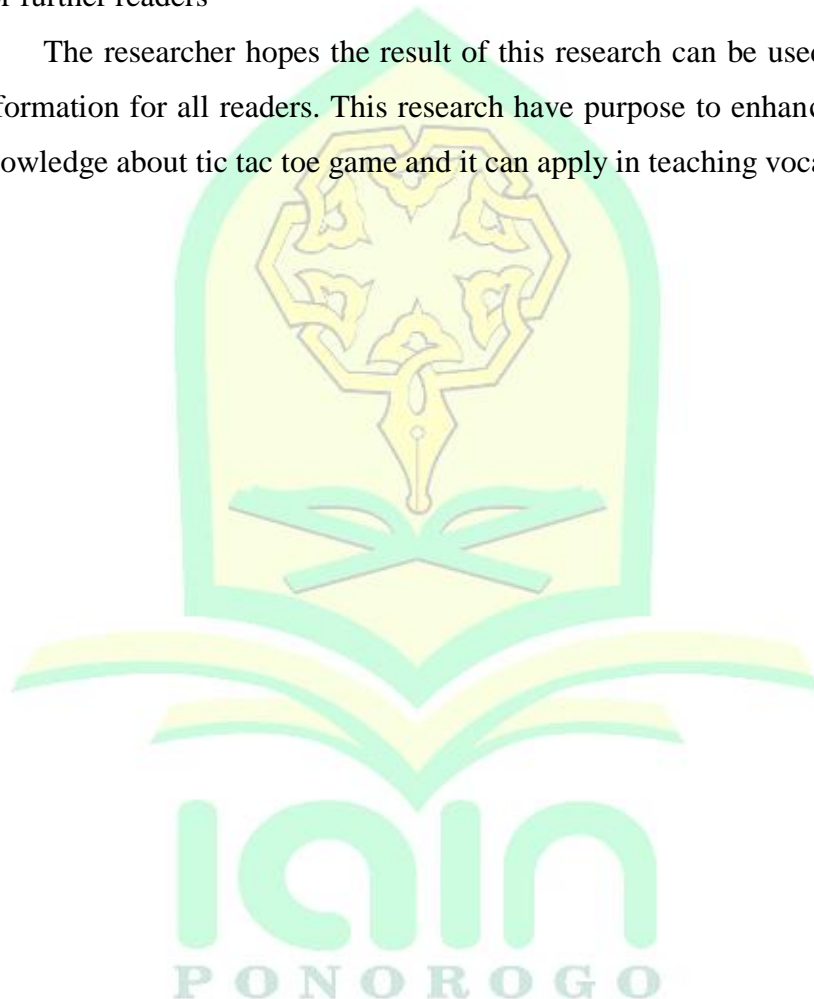 r further readers
The researcher hopes the result of this research can be used
formation for all readers. This research have purpose to enhanc
owledge about tic tac toe game and it can apply in teaching voca
iain
PONOROGO